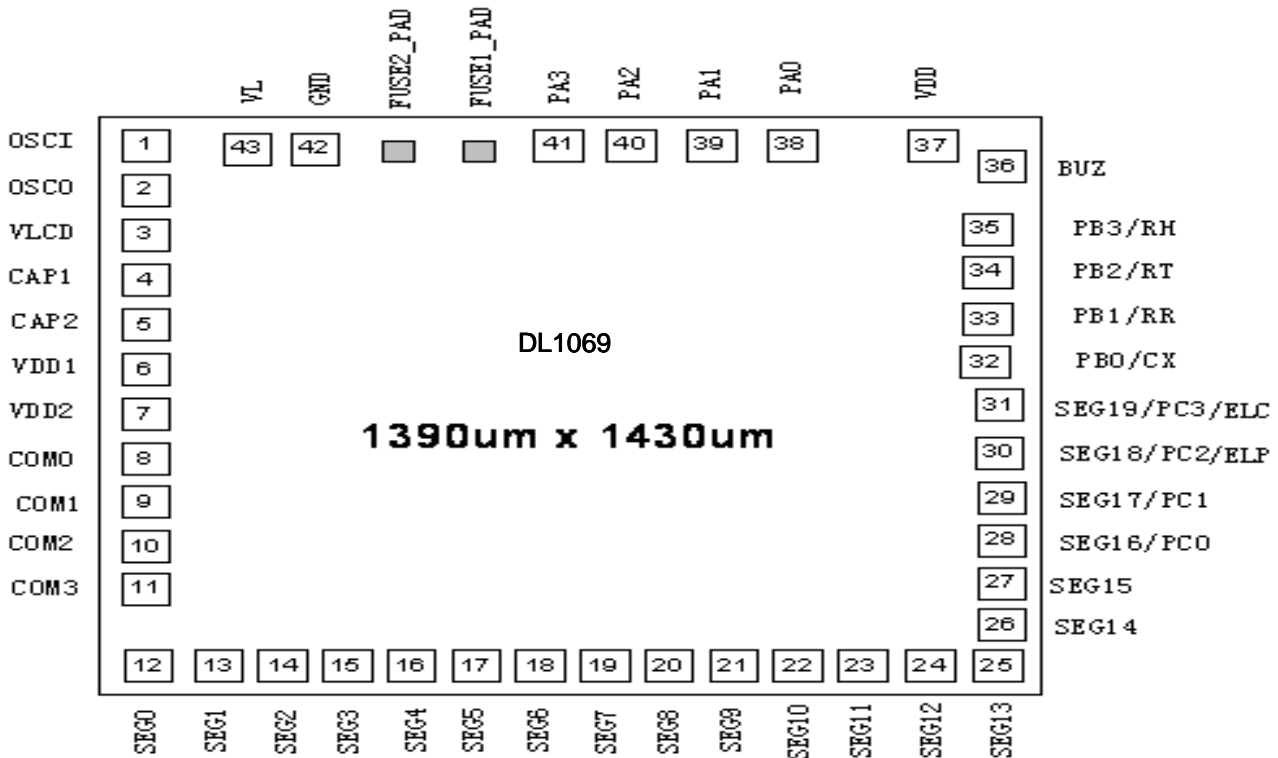 VL
GND
FUSE2_PAD
FUSE1_PAD
PA3
PA2
PA1
PA0
VDD
OSCI
1
43
42
41
40
39
38
37
36
BUZ
OSCO
2
VLCD
3
35
PB3/RH
CAP1
4
34
PB2/RT
CAP2
5
33
PB1/RR
DL1069
VDD1
6
32
PB0/CX
VDD2
7
31
SEG19/PC3/ELC
1390um x 1430um
COM0
8
30
SEG18/PC2/ELP
COM1
9
29
SEG17/PC1
COM2
10
28
SEG16/PC0
COM3
11
27
SEG15
26
SEG14
12
13
14
15
16
17
18
19
20
21
22
23
24
25
SEG0
SEG1
SEG2
SEG3
SEG4
SEG5
SEG6
SEG7
SEG8
SEG9
SEG10
SEG11
SEG12
SEG13